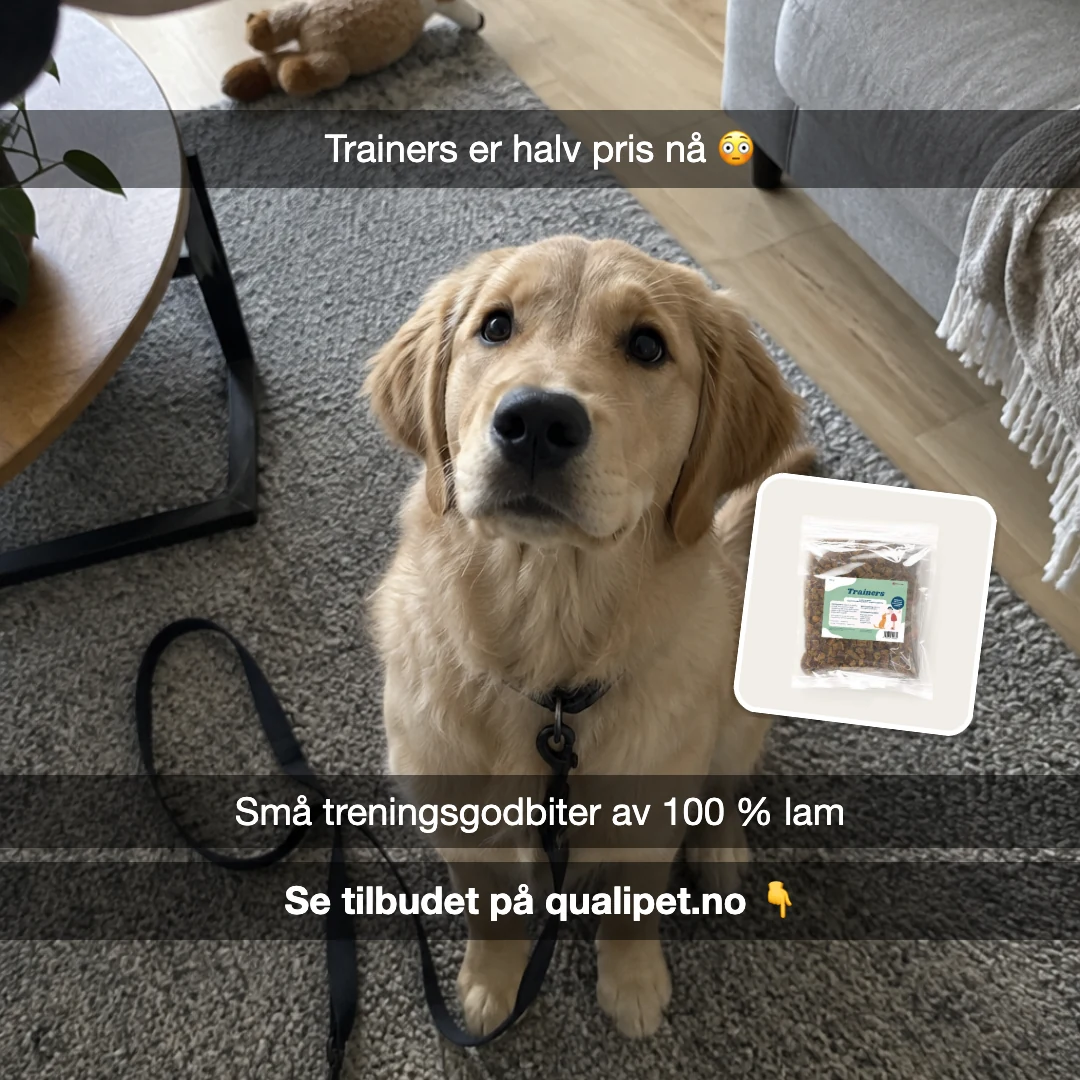 Trainers er halv pris nå 😳
Trainers
Små treningsgodbiter av 100 % lam
Se tilbudet på qualipet.no 👇